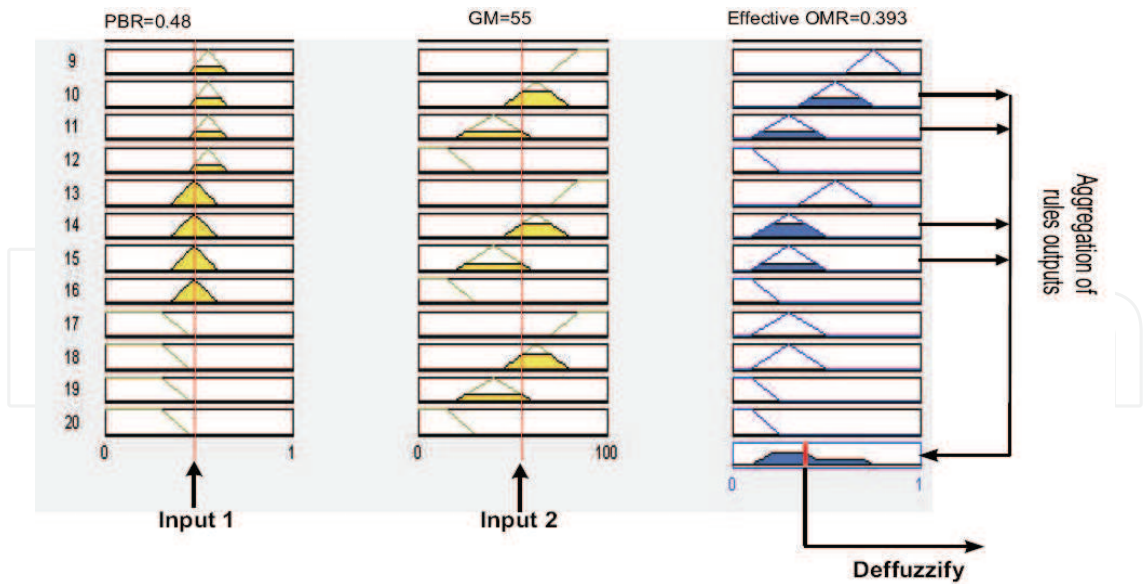 PBR=0.48
GM=55
Effective OMR=0.393
9
10
11
12
13
14
15
16
17
18
19
20
0
1
0
100
0
1
Input 1
Input 2
Aggregation of
rules outputs
Deffuzzify